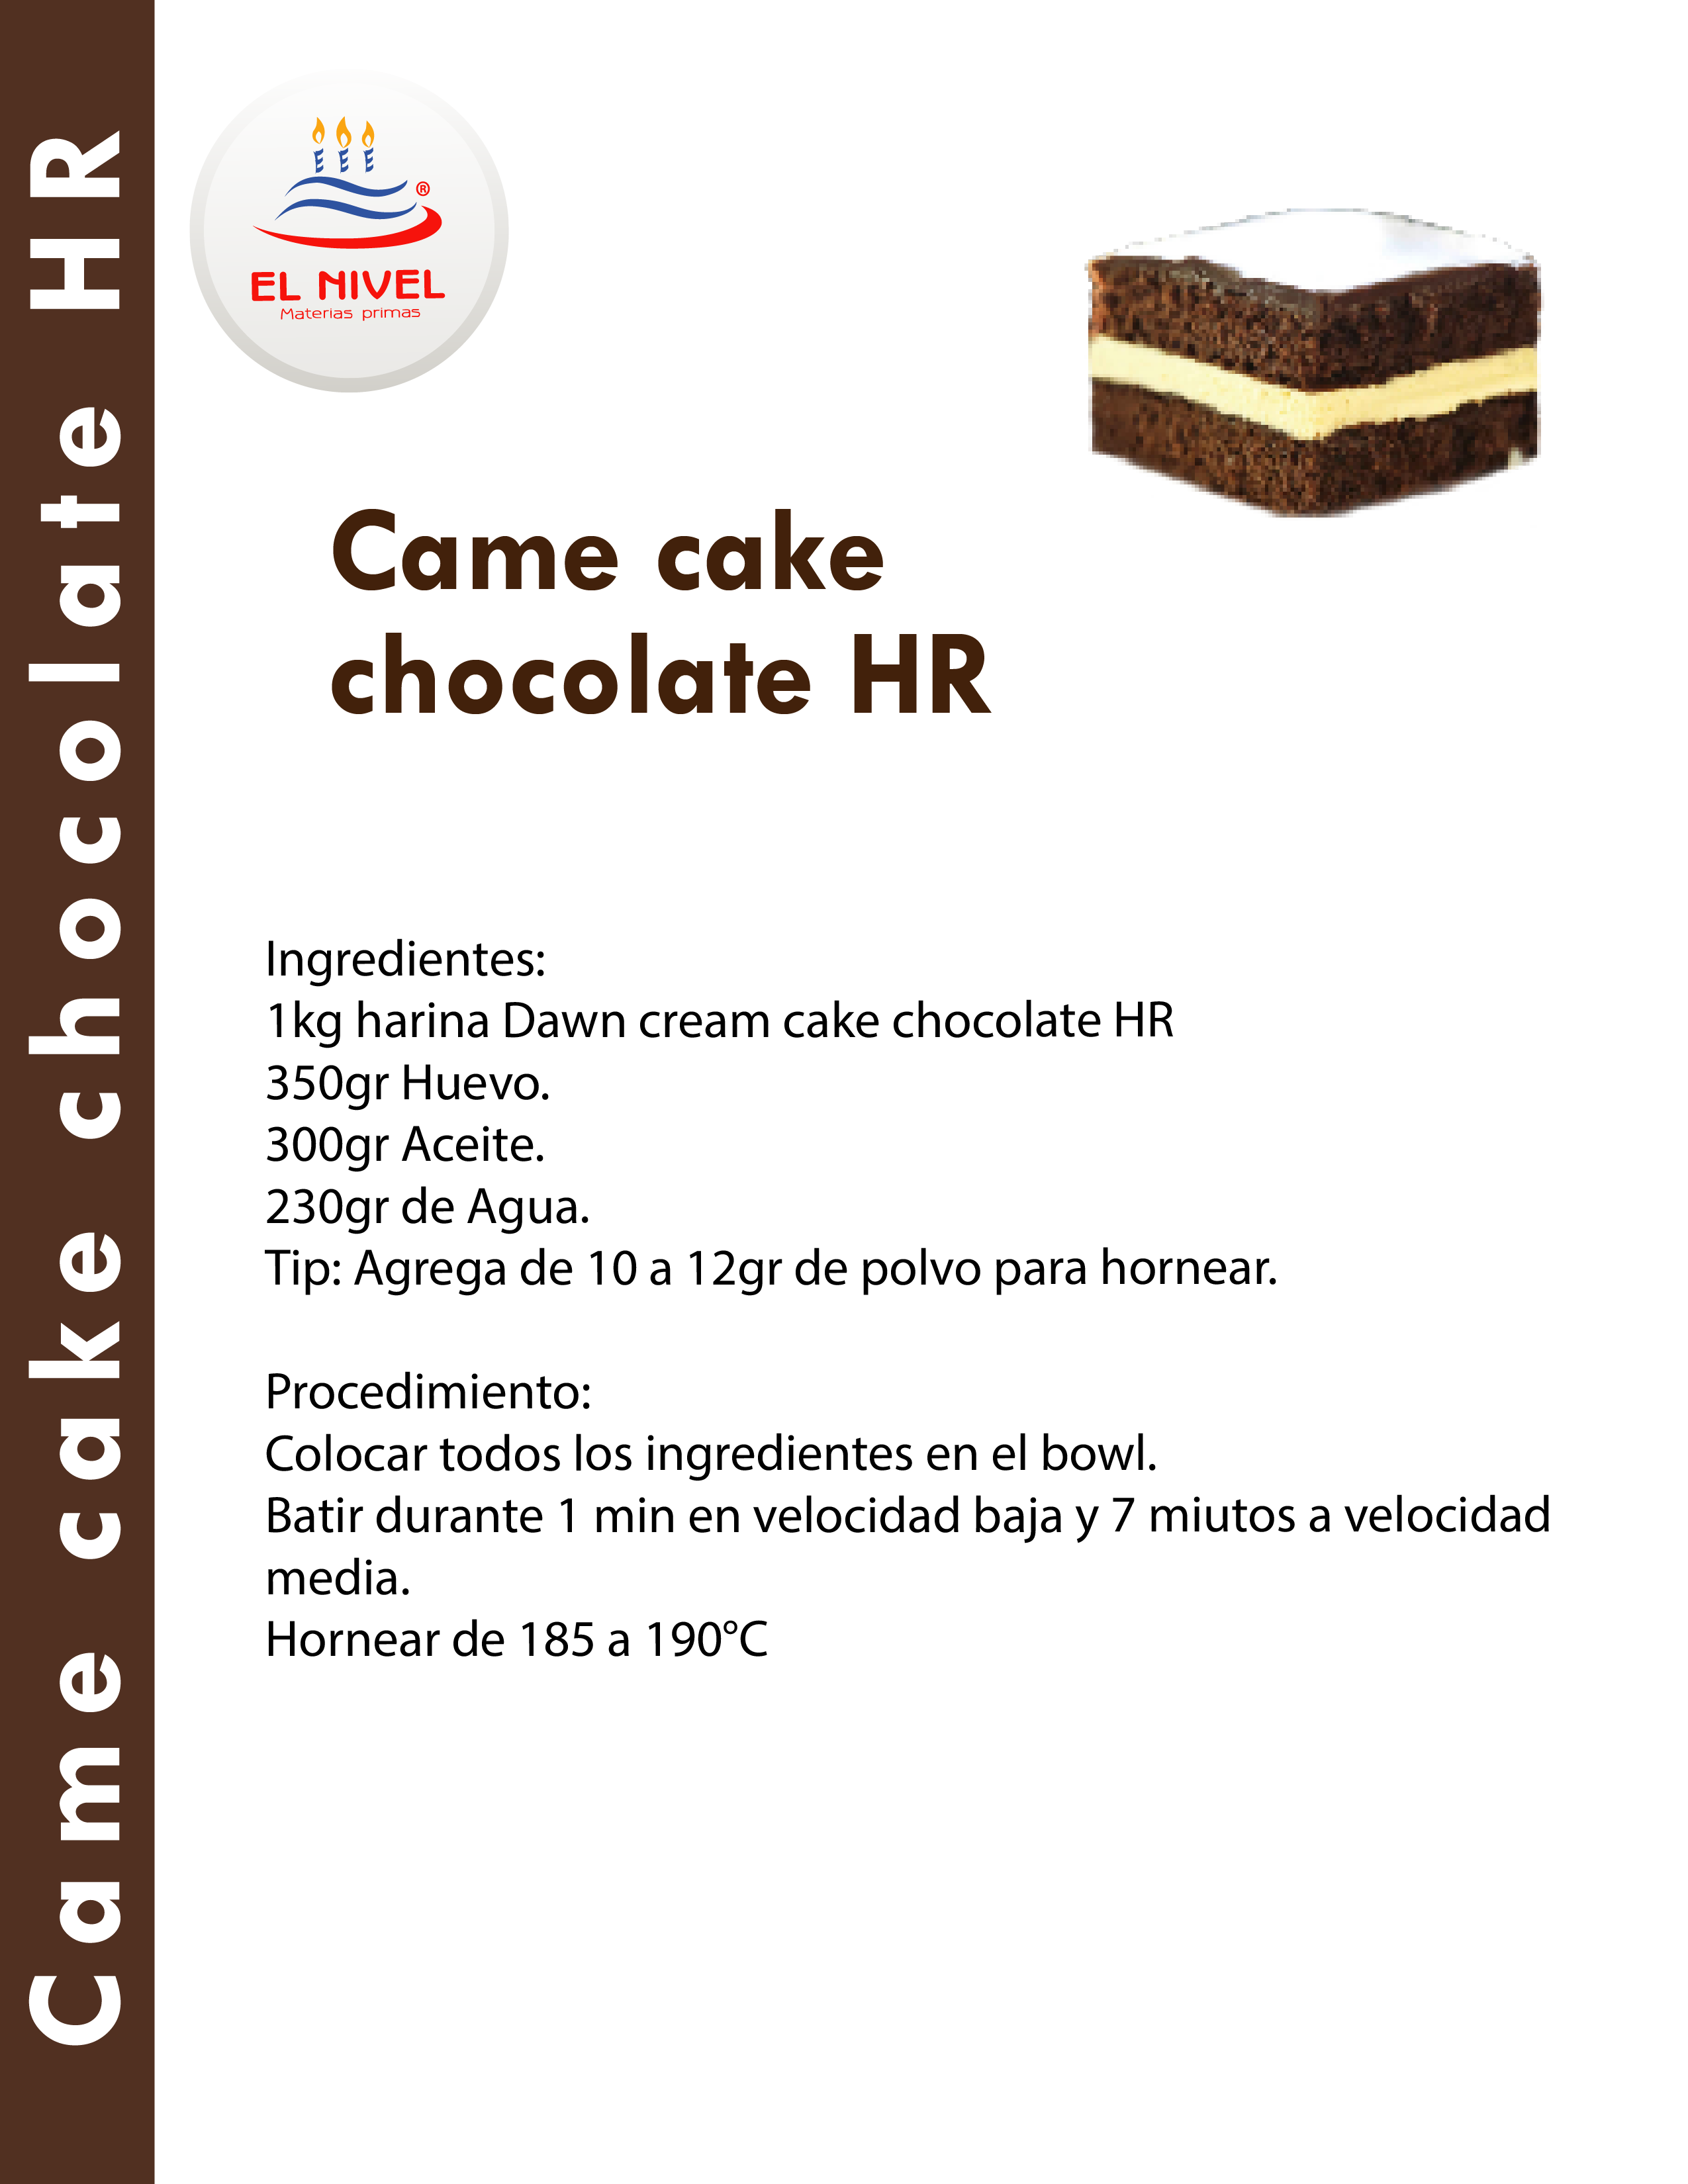 Came cake chocolate HR
®
EL NIVEL
Materias primas
Came cake
chocolate HR
Ingredientes:
1kg harina Dawn cream cake chocolate HR
350gr Huevo.
300gr Aceite.
230gr de Agua.
Tip: Agrega de 10 a 12gr de polvo para hornear.
Procedimiento:
Colocar todos los ingredientes en el bowl.
Batir durante 1 min en velocidad baja y 7 miutos a velocidad
media.
Hornear de 185 a 190°C